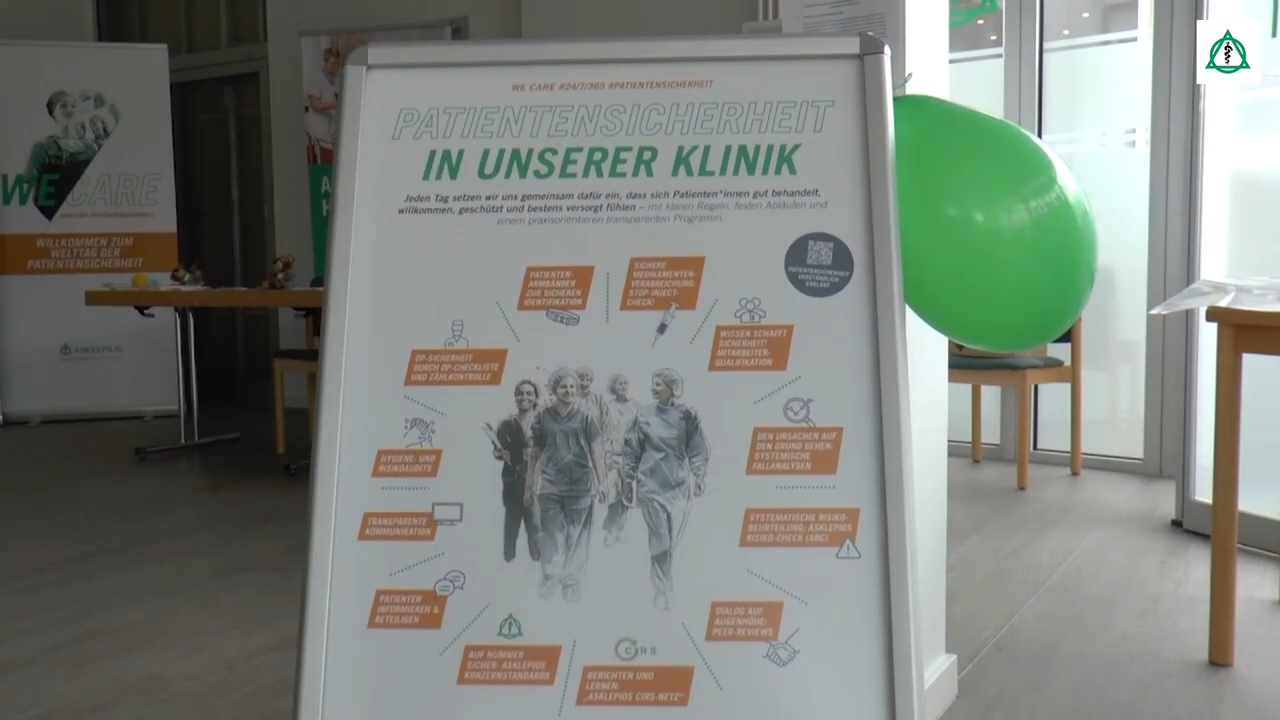 WE CARE #24/7/365 #PATIENTENSICHERHEIT
PATIENTENSICHERHEIT
IN UNSERER KLINIK
Jeden Tag setzen wir uns gemeinsam dafür ein, dass sich Patient*innen gut behandelt,
willkommen, geschützt und bestens versorgt fühlen – mit klaren Regeln, festen Abläufen und
einem praxisorientieren transparenten Programm.
PATIENTENSICHERHEIT
VERSTÄNDLICH
ERKLÄRT
PATIENTEN-
ARMBÄNDER
ZUR SICHEREN
IDENTIFIKATION
SICHERE
MEDIKAMENTEN-
VERABREICHUNG:
STOP-INJECT-
CHECK!
WISSEN SCHAFFT
SICHERHEIT!
MITARBEITER-
QUALIFIKATION
OP-SICHERHEIT
DURCH OP-CHECKLISTE
UND ZÄHLKONTROLLE
DEN URSACHEN AUF
DEN GRUND GEHEN:
SYSTEMISCHE
FALLANALYSEN
HYGIENE- UND
RISIKOAUDITS
SYSTEMATISCHE RISIKO-
BEURTEILUNG: ASKLEPIOS
RISIKO-CHECK (ARC)
TRANSPARENTE
KOMMUNIKATION
PATIENTEN
INFORMIEREN &
BETEILIGEN
DIALOG AUF
AUGENHÖHE:
PEER-REVIEWS
AUF NUMMER
SICHER: ASKLEPIOS
KONZERNSTANDARDS
CIRS
BERICHTEN UND
LERNEN:
„ASKLEPIOS CIRS-NETZ"
WE CARE
WILLKOMMEN ZUM
WELTTAG DER
PATIENTENSICHERHEIT
ASKLEPIOS